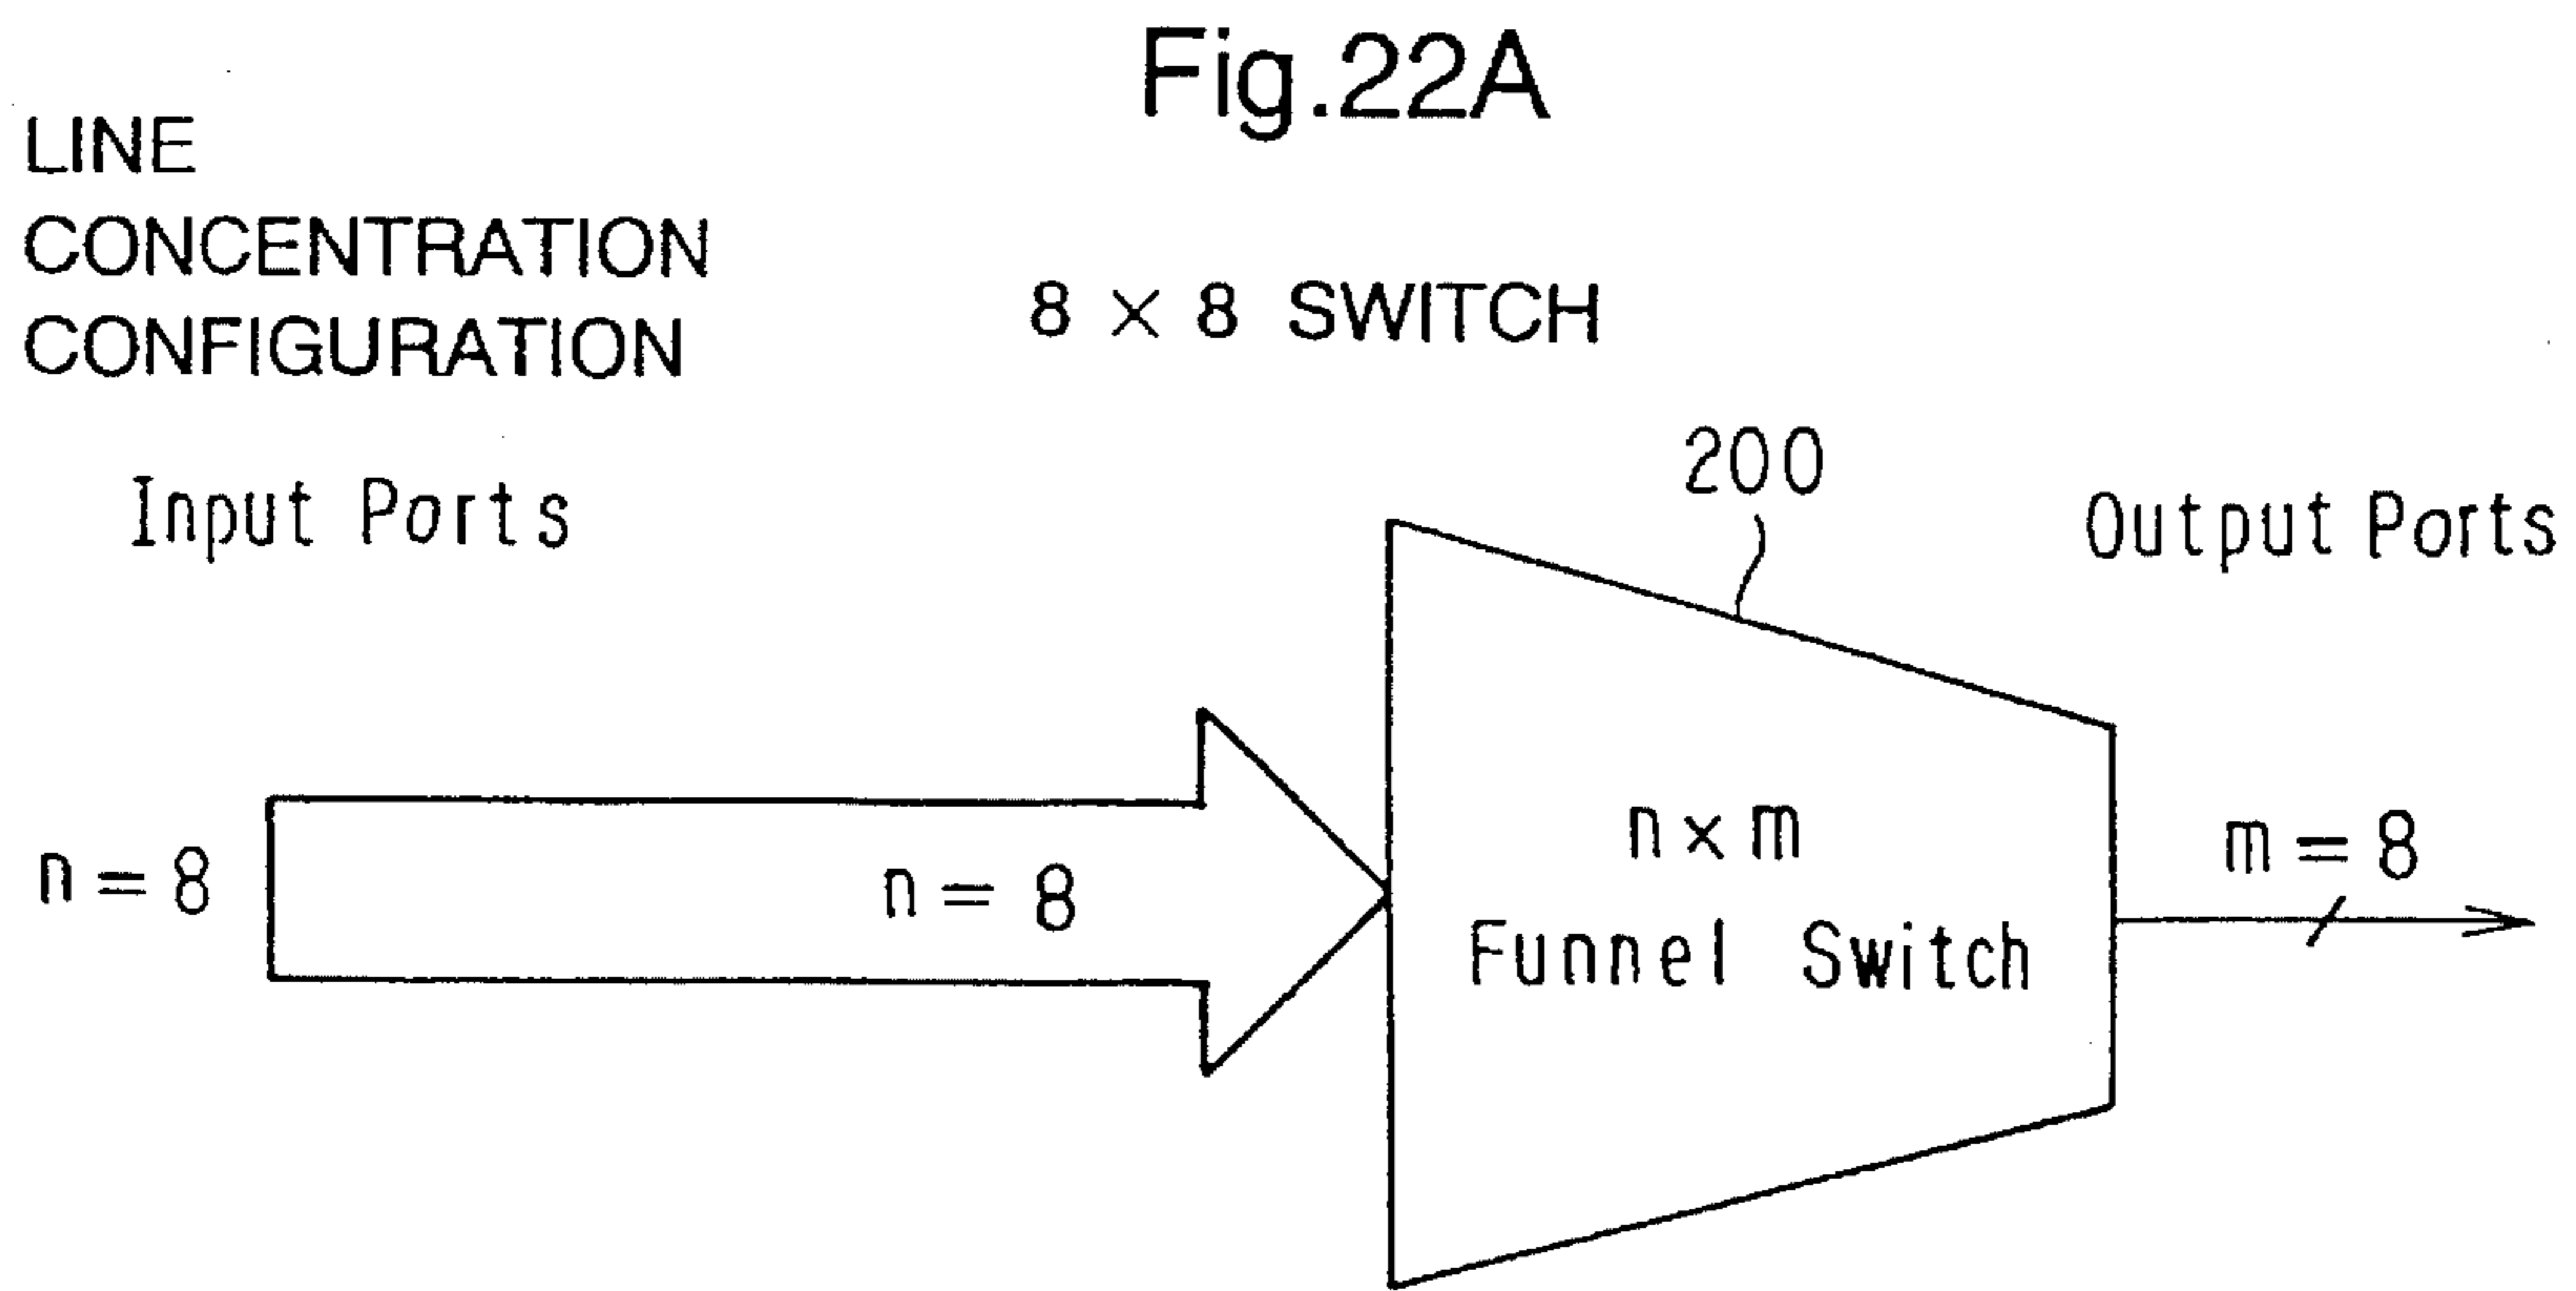 Fig.22A
LINE
CONCENTRATION
CONFIGURATION
8 × 8 SWITCH
Input Ports
200
Output Ports
n = 8
n = 8
n × m
Funnel Switch
m = 8